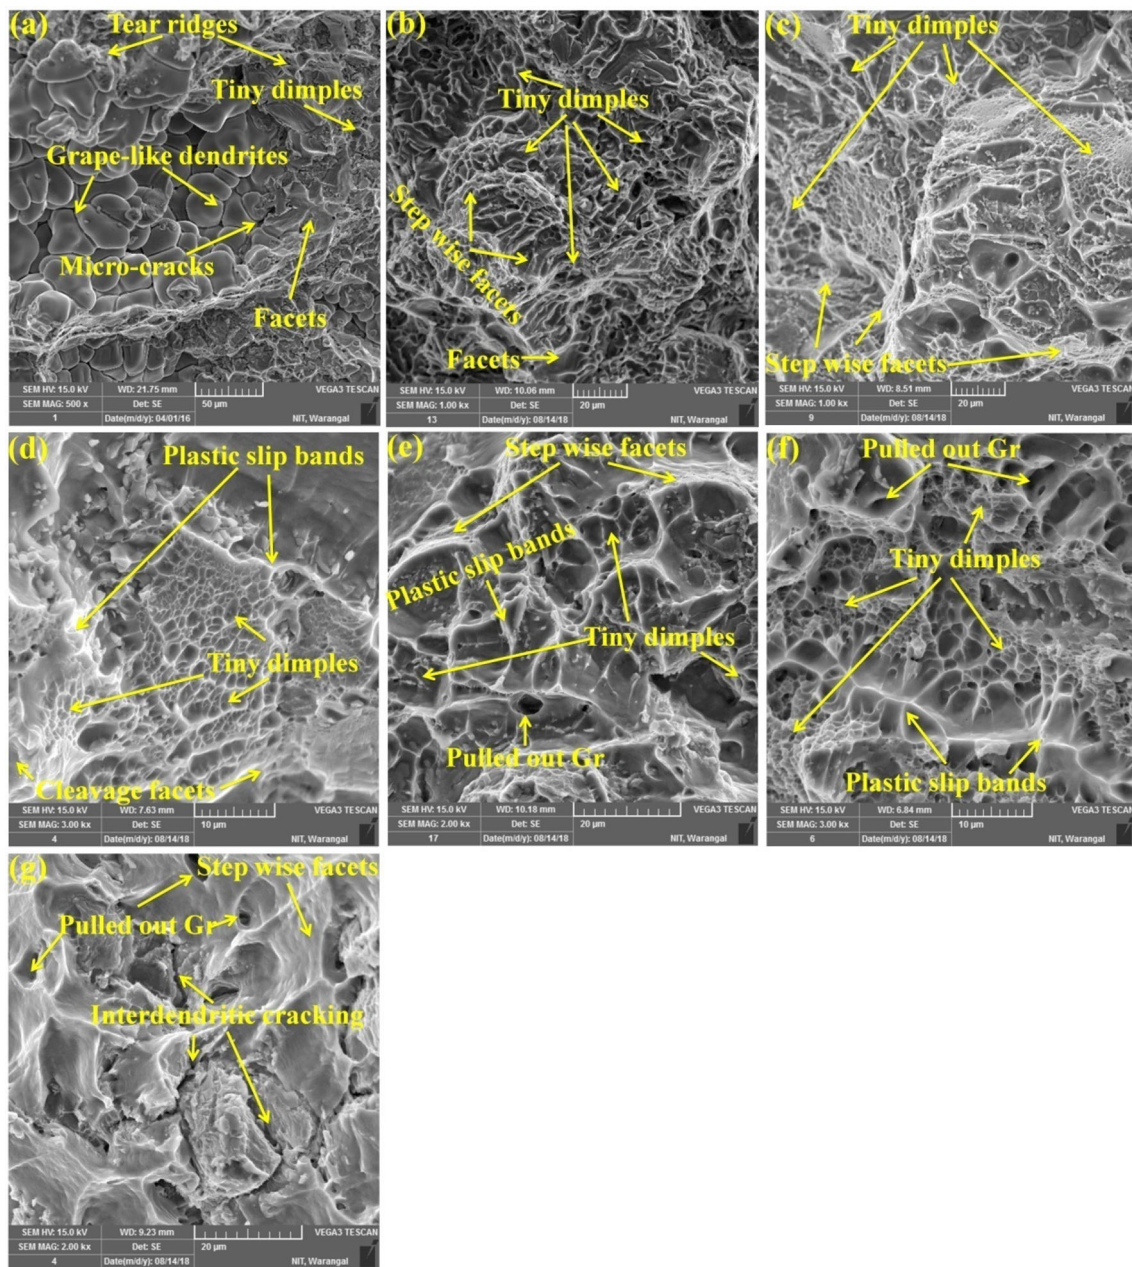 (a)
Tear ridges
Tiny dimples
Grape-like dendrites
Micro-cracks
Facets
SEM HV: 15.0 kV WD: 21.75 mm VEGA3 TESCAN
SEM MAG: 500 x Det: SE 50 µm
1 Date(m/d/y): 04/01/16 NIT, Warangal
(b)
Tiny dimples
Step wise facets
Facets
SEM HV: 15.0 kV WD: 10.06 mm VEGA3 TESCAN
SEM MAG: 1.00 kx Det: SE 20 µm
13 Date(m/d/y): 08/14/18 NIT, Warangal
(c)
Tiny dimples
Step wise facets
SEM HV: 15.0 kV WD: 8.51 mm VEGA3 TESCAN
SEM MAG: 1.00 kx Det: SE 20 µm
9 Date(m/d/y): 08/14/18 NIT, Warangal
(d)
Plastic slip bands
Tiny dimples
Cleavage facets
SEM HV: 15.0 kV WD: 7.63 mm VEGA3 TESCAN
SEM MAG: 3.00 kx Det: SE 10 µm
4 Date(m/d/y): 08/14/18 NIT, Warangal
(e)
Step wise facets
Plastic slip bands
Tiny dimples
Pulled out Gr
SEM HV: 15.0 kV WD: 10.18 mm VEGA3 TESCAN
SEM MAG: 2.00 kx Det: SE 20 µm
17 Date(m/d/y): 08/14/18 NIT, Warangal
(f)
Pulled out Gr
Tiny dimples
Plastic slip bands
SEM HV: 15.0 kV WD: 6.84 mm VEGA3 TESCAN
SEM MAG: 3.00 kx Det: SE 10 µm
6 Date(m/d/y): 08/14/18 NIT, Warangal
(g)
Step wise facets
Pulled out Gr
Interdendritic cracking
SEM HV: 15.0 kV WD: 9.23 mm VEGA3 TESCAN
SEM MAG: 2.00 kx Det: SE 20 µm
4 Date(m/d/y): 08/14/18 NIT, Warangal